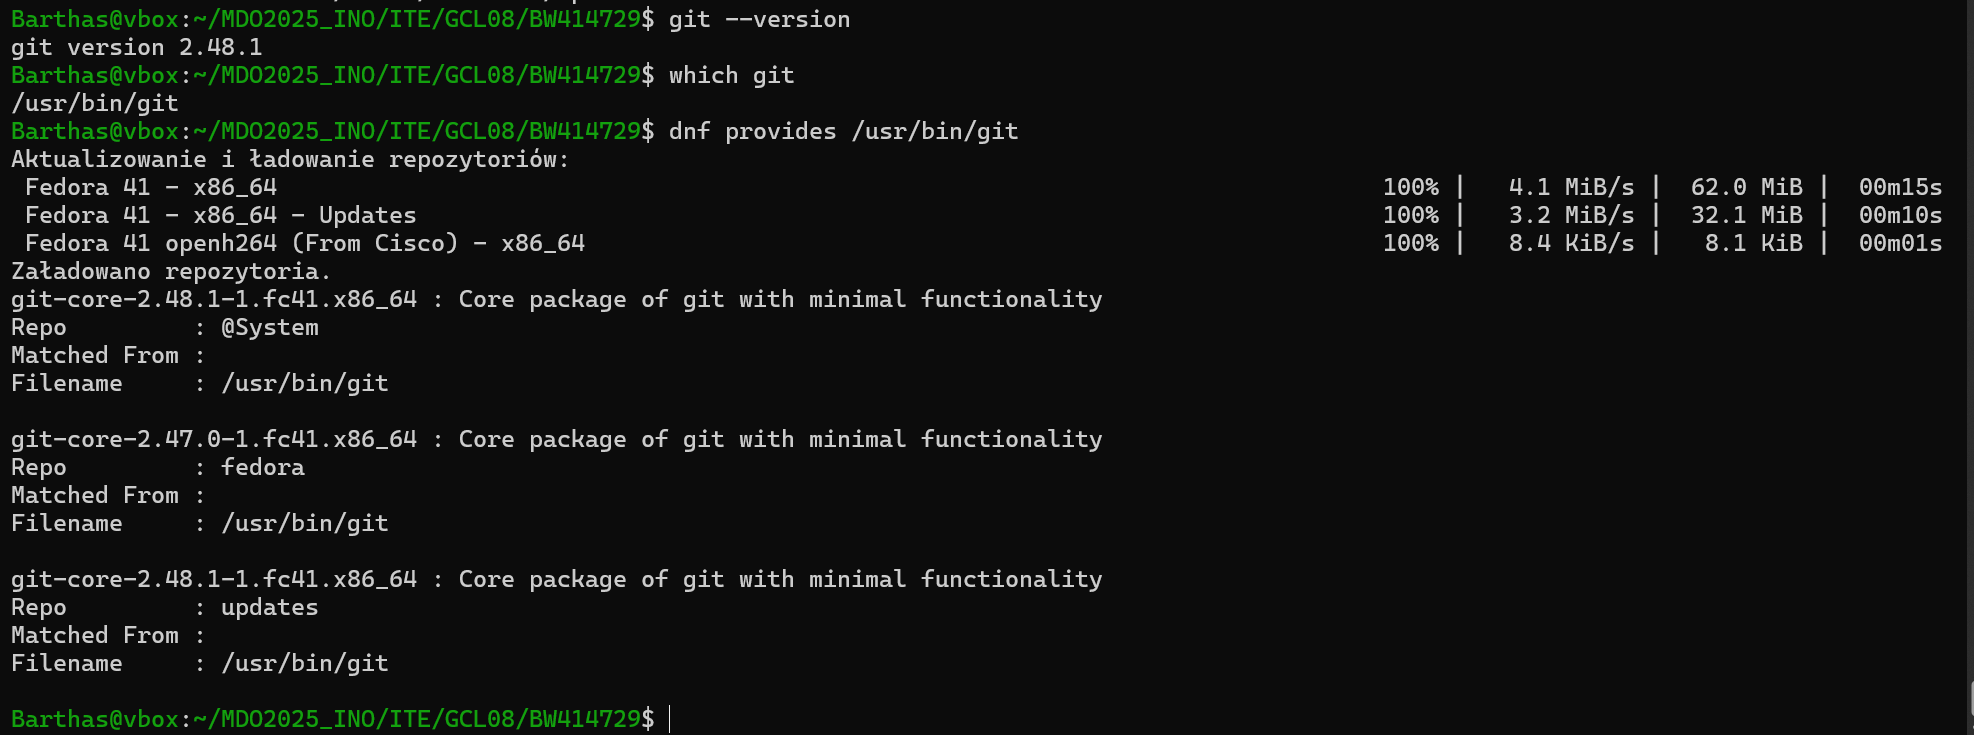 Barthas@vbox:~/MDO2025_INO/ITE/GCL08/BW414729$ git --version
git version 2.48.1
Barthas@vbox:~/MDO2025_INO/ITE/GCL08/BW414729$ which git
/usr/bin/git
Barthas@vbox:~/MDO2025_INO/ITE/GCL08/BW414729$ dnf provides /usr/bin/git
Aktualizowanie i ładowanie repozytoriów:
 Fedora 41 - x86_64 100% | 4.1 MiB/s | 62.0 MiB | 00m15s
 Fedora 41 - x86_64 - Updates 100% | 3.2 MiB/s | 32.1 MiB | 00m10s
 Fedora 41 openh264 (From Cisco) - x86_64 100% | 8.4 KiB/s | 8.1 KiB | 00m01s
Załadowano repozytoria.
git-core-2.48.1-1.fc41.x86_64 : Core package of git with minimal functionality
Repo : @System
Matched From :
Filename : /usr/bin/git
git-core-2.47.0-1.fc41.x86_64 : Core package of git with minimal functionality
Repo : fedora
Matched From :
Filename : /usr/bin/git
git-core-2.48.1-1.fc41.x86_64 : Core package of git with minimal functionality
Repo : updates
Matched From :
Filename : /usr/bin/git
Barthas@vbox:~/MDO2025_INO/ITE/GCL08/BW414729$